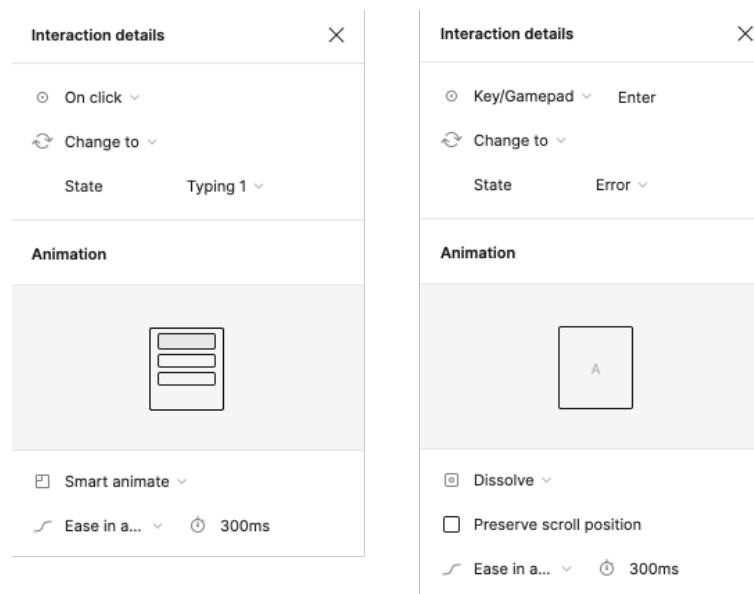 Interaction details
On click
Change to
State Typing 1
Animation
Smart animate
Ease in a... 300ms
Interaction details
Key/Gamepad Enter
Change to
State Error
Animation
A
Dissolve
Preserve scroll position
Ease in a... 300ms